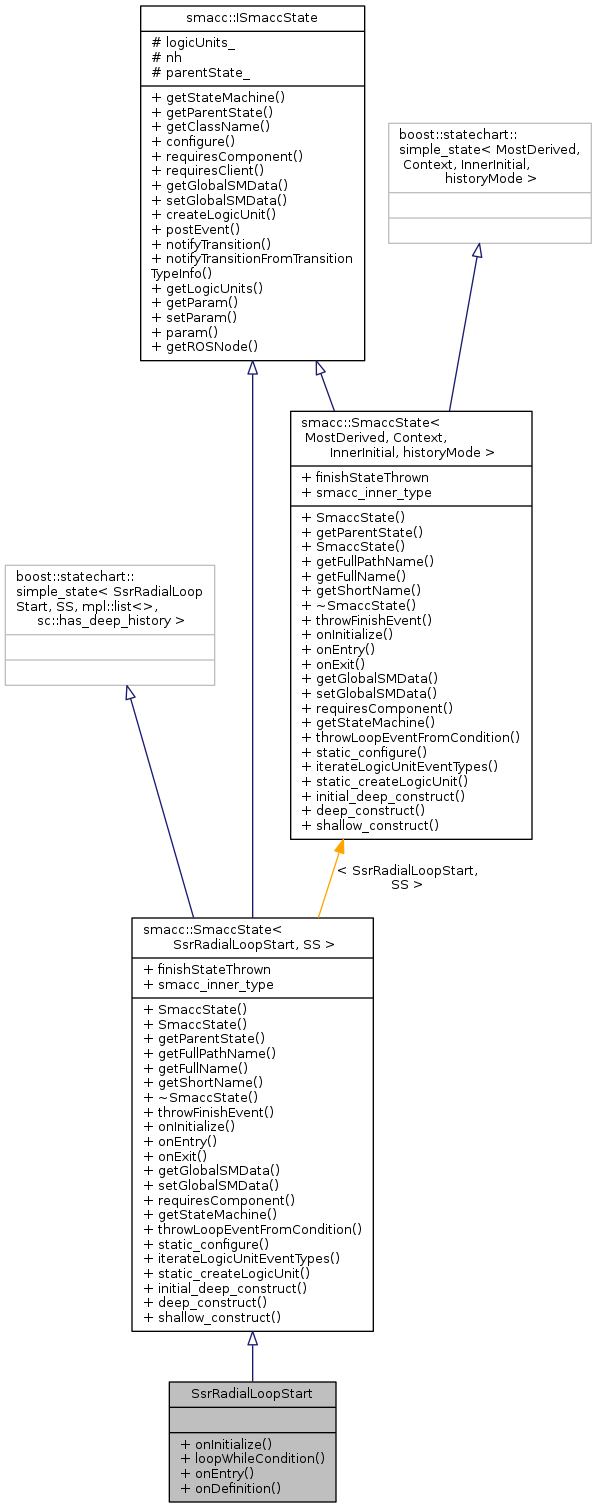 smacc::ISmaccState
# logicUnits_
# nh
# parentState_
+ getStateMachine()
+ getParentState()
+ getClassName()
+ configure()
+ requiresComponent()
+ requiresClient()
+ getGlobalSMData()
+ setGlobalSMData()
+ createLogicUnit()
+ postEvent()
+ notifyTransition()
+ notifyTransitionFromTransition
TypeInfo()
+ getLogicUnits()
+ getParam()
+ setParam()
+ param()
+ getROSNode()
boost::statechart::
simple_state< MostDerived,
Context, InnerInitial,
historyMode >
smacc::SmaccState<
MostDerived, Context,
InnerInitial, historyMode >
+ finishStateThrown
+ smacc_inner_type
+ SmaccState()
+ getParentState()
+ SmaccState()
+ getFullPathName()
+ getFullName()
+ getShortName()
+ ~SmaccState()
+ throwFinishEvent()
+ onInitialize()
+ onEntry()
+ onExit()
+ getGlobalSMData()
+ setGlobalSMData()
+ requiresComponent()
+ getStateMachine()
+ throwLoopEventFromCondition()
+ static_configure()
+ iterateLogicUnitEventTypes()
+ static_createLogicUnit()
+ initial_deep_construct()
+ deep_construct()
+ shallow_construct()
boost::statechart::
simple_state< SsrRadialLoop
Start, SS, mpl::list<>,
sc::has_deep_history >
< SsrRadialLoopStart,
SS >
smacc::SmaccState<
SsrRadialLoopStart, SS >
+ finishStateThrown
+ smacc_inner_type
+ SmaccState()
+ SmaccState()
+ getParentState()
+ getFullPathName()
+ getFullName()
+ getShortName()
+ ~SmaccState()
+ throwFinishEvent()
+ onInitialize()
+ onEntry()
+ onExit()
+ getGlobalSMData()
+ setGlobalSMData()
+ requiresComponent()
+ getStateMachine()
+ throwLoopEventFromCondition()
+ static_configure()
+ iterateLogicUnitEventTypes()
+ static_createLogicUnit()
+ initial_deep_construct()
+ deep_construct()
+ shallow_construct()
SsrRadialLoopStart
+ onInitialize()
+ loopWhileCondition()
+ onEntry()
+ onDefinition()